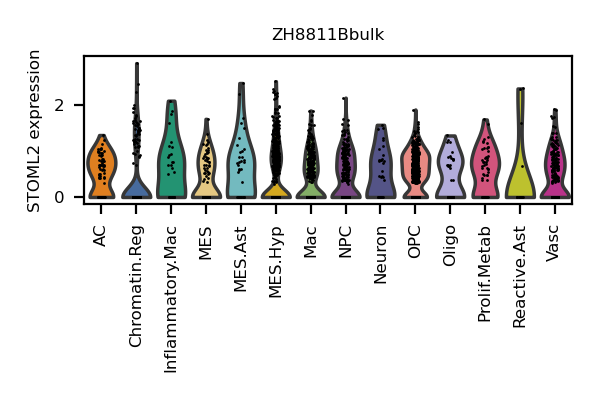 ZH8811Bbulk
STOML2 expression
2
0
AC
Chromatin.Reg
Inflammatory.Mac
MES
MES.Ast
MES.Hyp
Mac
NPC
Neuron
OPC
Oligo
Prolif.Metab
Reactive.Ast
Vasc